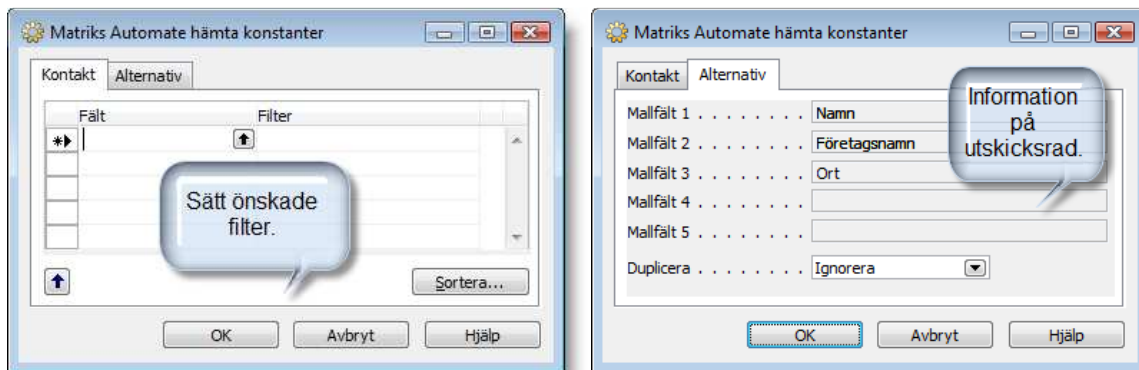 Matriks Automate hämta konstanter
Kontakt Alternativ
Fält Filter
Sätt önskade
filter.
Sortera...
OK Avbryt Hjälp
Matriks Automate hämta konstanter
Kontakt Alternativ
Mallfält 1 . . . . . . . . Namn
Mallfält 2 . . . . . . . . Företagsnamn
Mallfält 3 . . . . . . . . Ort
Mallfält 4 . . . . . . . .
Mallfält 5 . . . . . . . .
Duplicera . . . . . . . . Ignorera
Information
på
utskicksrad.
OK Avbryt Hjälp